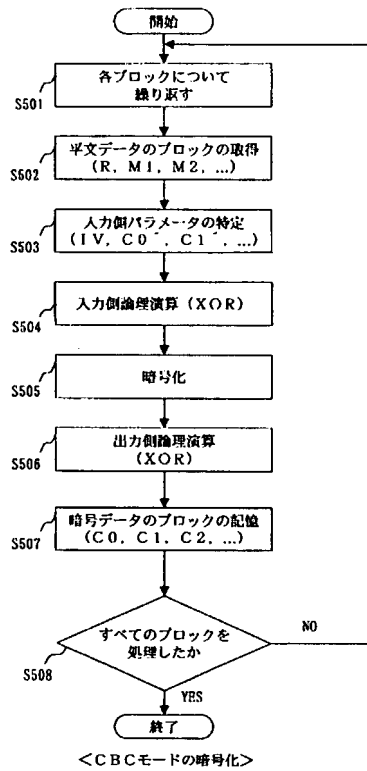 開始
各ブロックについて
繰り返す
S501
平文データのブロックの取得
(R, M1, M2, ...)
S502
入力側パラメータの特定
(IV, C0´, C1´, ...)
S503
入力側論理演算 (XOR)
S504
暗号化
S505
出力側論理演算
(XOR)
S506
暗号データのブロックの記憶
(C0, C1, C2, ...)
S507
すべてのブロックを
処理したか
NO
S508
YES
終了
<CBCモードの暗号化>